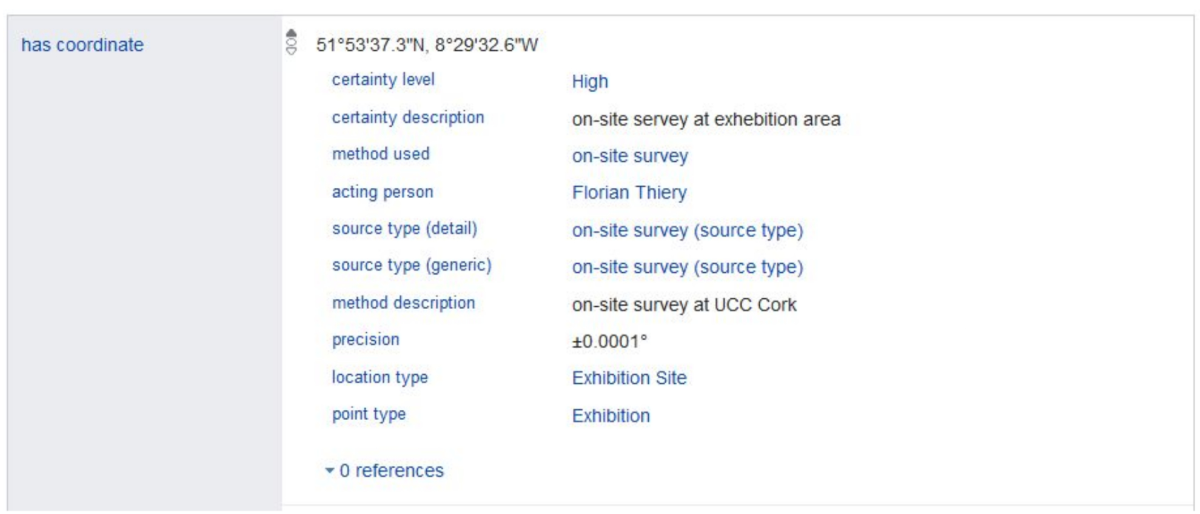 has coordinate 51°53'37.3"N, 8°29'32.6"W
certainty level High
certainty description on-site servey at exhebition area
method used on-site survey
acting person Florian Thiery
source type (detail) on-site survey (source type)
source type (generic) on-site survey (source type)
method description on-site survey at UCC Cork
precision ±0.0001°
location type Exhibition Site
point type Exhibition
0 references